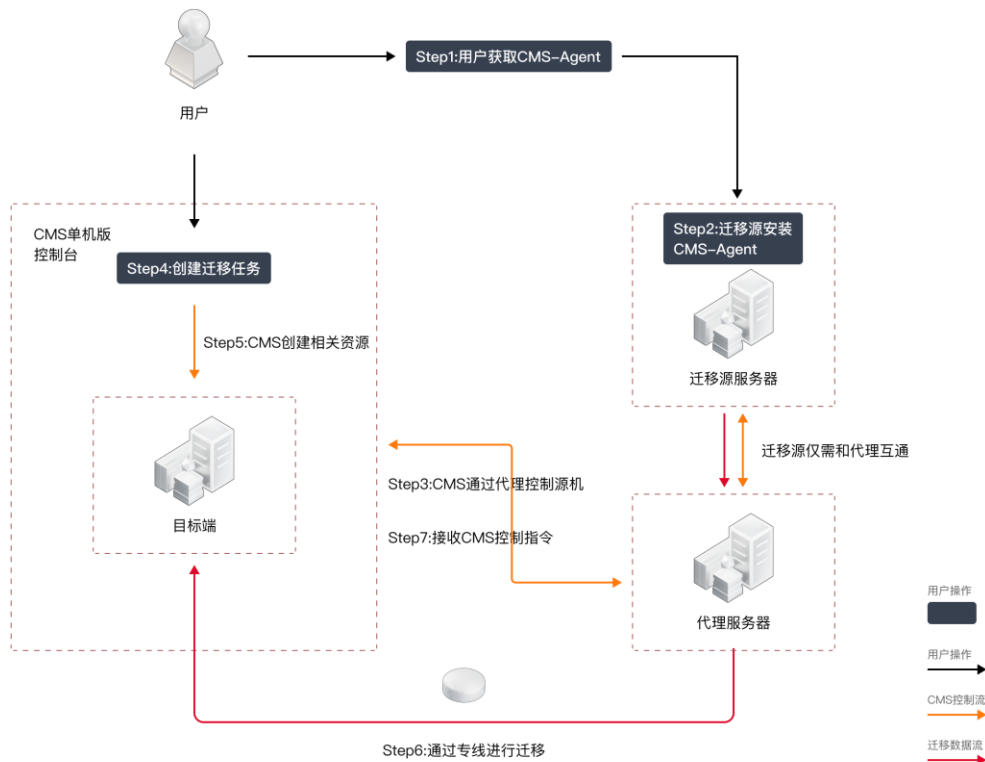 Step1:用户获取CMS-Agent
用户
CMS单机版
控制台
Step2:迁移源安装
CMS-Agent
Step4:创建迁移任务
Step5:CMS创建相关资源
迁移源服务器
迁移源仅需和代理互通
Step3:CMS通过代理控制源机
目标端
Step7:接收CMS控制指令
代理服务器
用户操作
用户操作
CMS控制流
迁移数据流
Step6:通过专线进行迁移